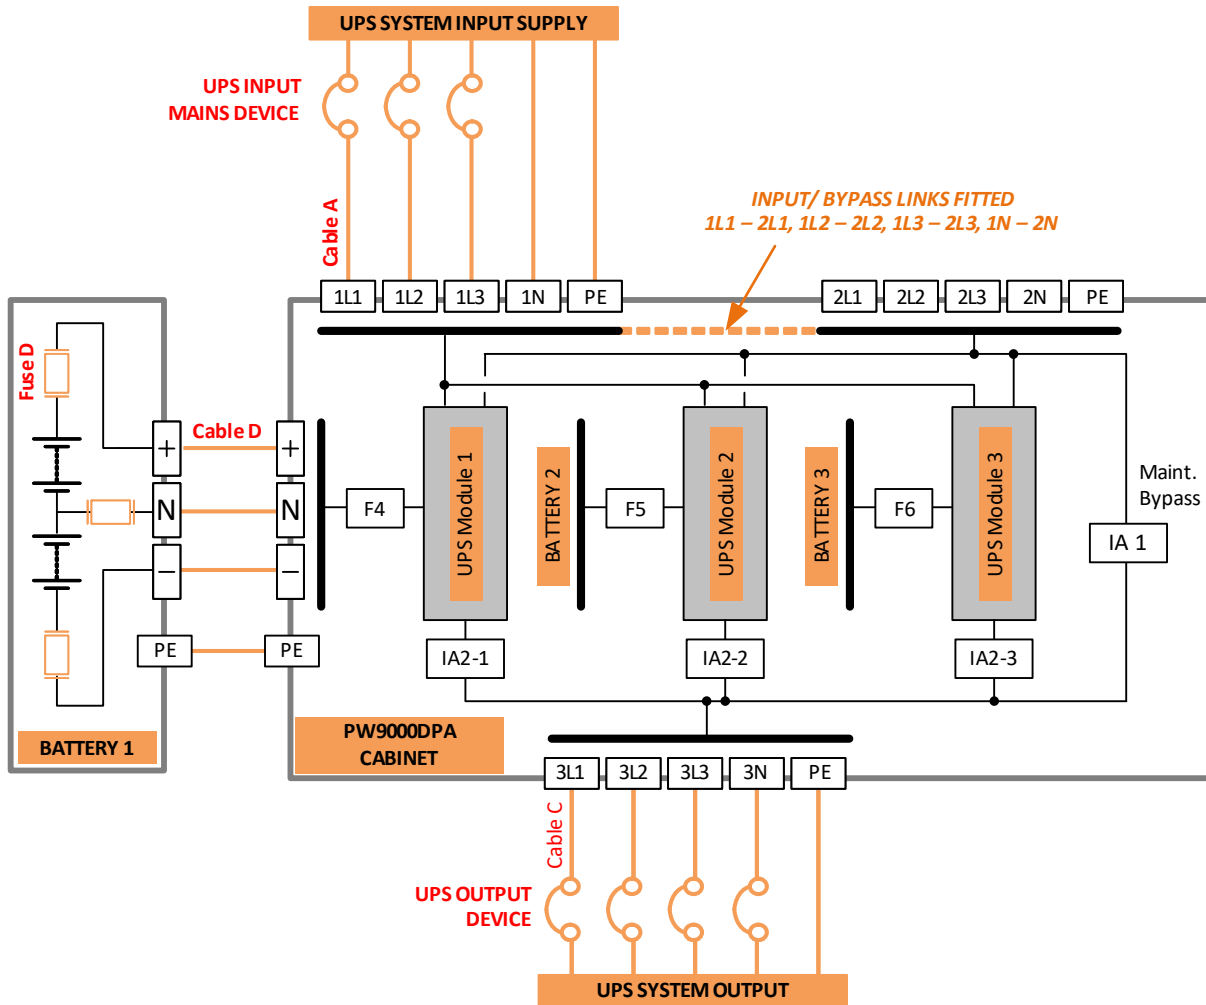 UPS SYSTEM INPUT SUPPLY
UPS INPUT
MAINS DEVICE
Cable A
INPUT/ BYPASS LINKS FITTED
1L1 – 2L1, 1L2 – 2L2, 1L3 – 2L3, 1N – 2N
1L1 1L2 1L3 1N PE
2L1 2L2 2L3 2N PE
Fuse D
Cable D
+ +
N N
– –
PE PE
BATTERY 1
F4
UPS Module 1
BATTERY 2
F5
UPS Module 2
BATTERY 3
F6
UPS Module 3
Maint.
Bypass
IA 1
IA2-1
IA2-2
IA2-3
PW9000DPA
CABINET
3L1 3L2 3L3 3N PE
Cable C
UPS OUTPUT
DEVICE
UPS SYSTEM OUTPUT